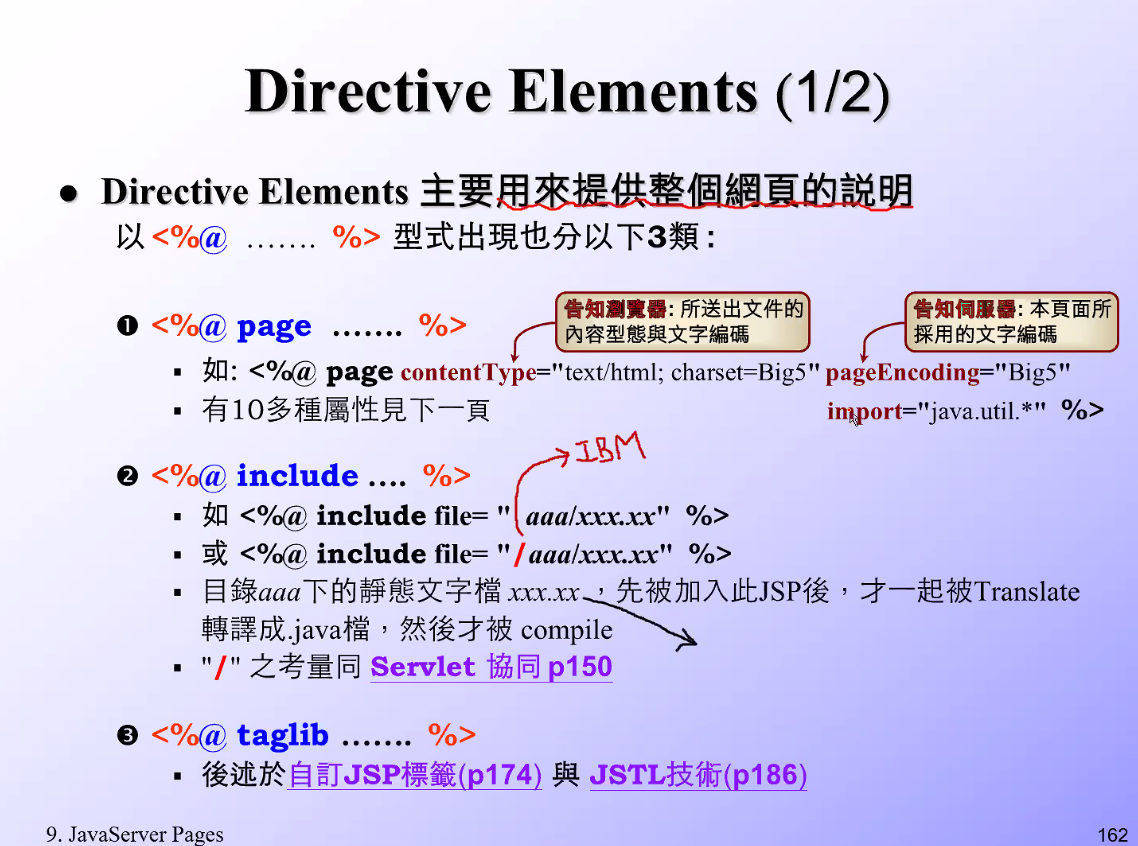 Directive Elements (1/2)
● Directive Elements 主要用來提供整個網頁的說明
以 <%@ ……. %> 型式出現也分以下3類 :
告知瀏覽器: 所送出文件的
內容型態與文字編碼
告知伺服器: 本頁面所
採用的文字編碼
❶ <%@ page ……. %>
▪ 如: <%@ page contentType="text/html; charset=Big5" pageEncoding="Big5"
▪ 有10多種屬性見下一頁
import="java.util.*" %>
IBM
❷ <%@ include …. %>
▪ 如 <%@ include file= " aaa/xxx.xx" %>
▪ 或 <%@ include file= "/aaa/xxx.xx" %>
▪ 目錄aaa下的靜態文字檔 xxx.xx ，先被加入此JSP後，才一起被Translate
轉譯成.java檔，然後才被 compile
▪ "/" 之考量同 Servlet 協同 p150
❸ <%@ taglib ……. %>
▪ 後述於自訂JSP標籤(p174) 與 JSTL技術(p186)
9. JavaServer Pages
162